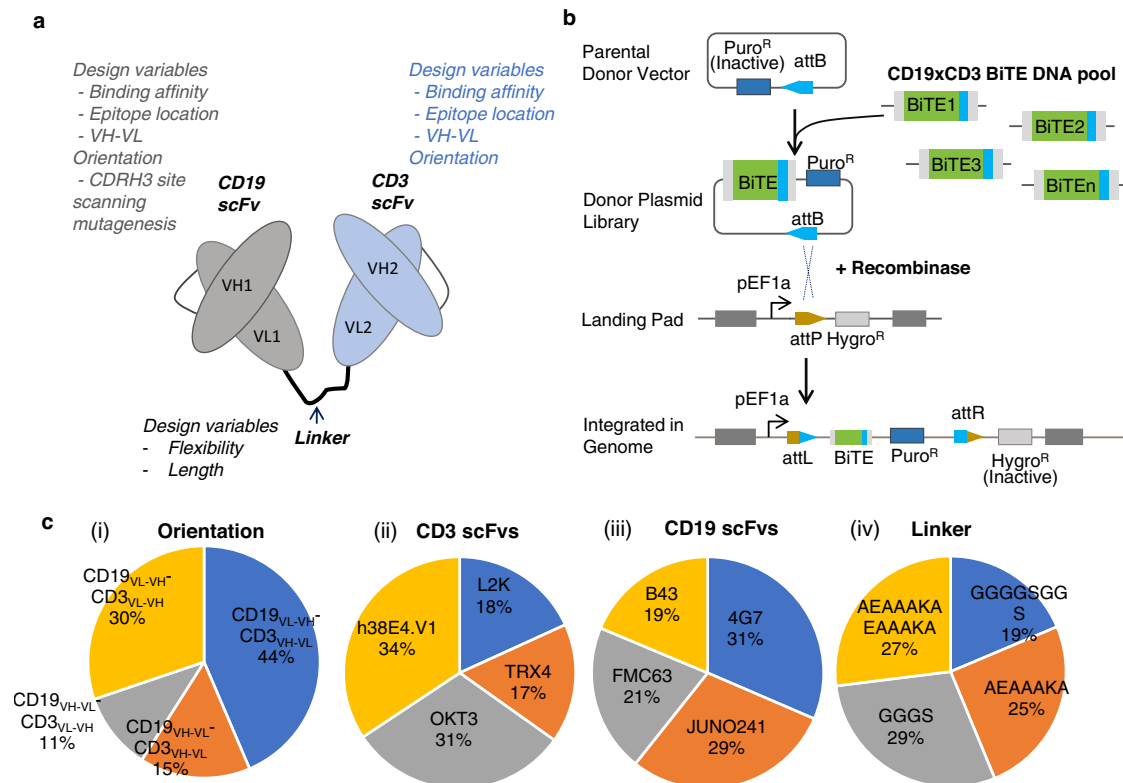 a
Design variables
- Binding affinity
- Epitope location
- VH-VL
Orientation
- CDRH3 site
scanning
mutagenesis
Design variables
- Binding affinity
- Epitope location
- VH-VL
Orientation
CD19
scFv
CD3
scFv
VH1
VL1
VH2
VL2
Design variables
- Flexibility
- Length
Linker
b
Parental
Donor Vector
Puro^R
(Inactive)
attB
CD19xCD3 BiTE DNA pool
BiTE1
BiTE2
BiTE3
BiTEn
Donor Plasmid
Library
BiTE
Puro^R
attB
+ Recombinase
pEF1a
Landing Pad
attP
Hygro^R
pEF1a
Integrated in
Genome
attL
BiTE
Puro^R
attR
Hygro^R
(Inactive)
c
(i)
Orientation
CD19VL-VH-
CD3VL-VH
30%
CD19VL-VH-
CD3VH-VL
44%
CD19VH-VL-
CD3VL-VH
11%
CD19VH-VL-
CD3VH-VL
15%
(ii)
CD3 scFvs
L2K
18%
h38E4.V1
34%
TRX4
17%
OKT3
31%
(iii)
CD19 scFvs
B43
19%
4G7
31%
FMC63
21%
JUNO241
29%
(iv)
Linker
GGGGSGG
S
19%
AEAAAKA
EAAAKA
27%
AEAAAKA
25%
GGGS
29%